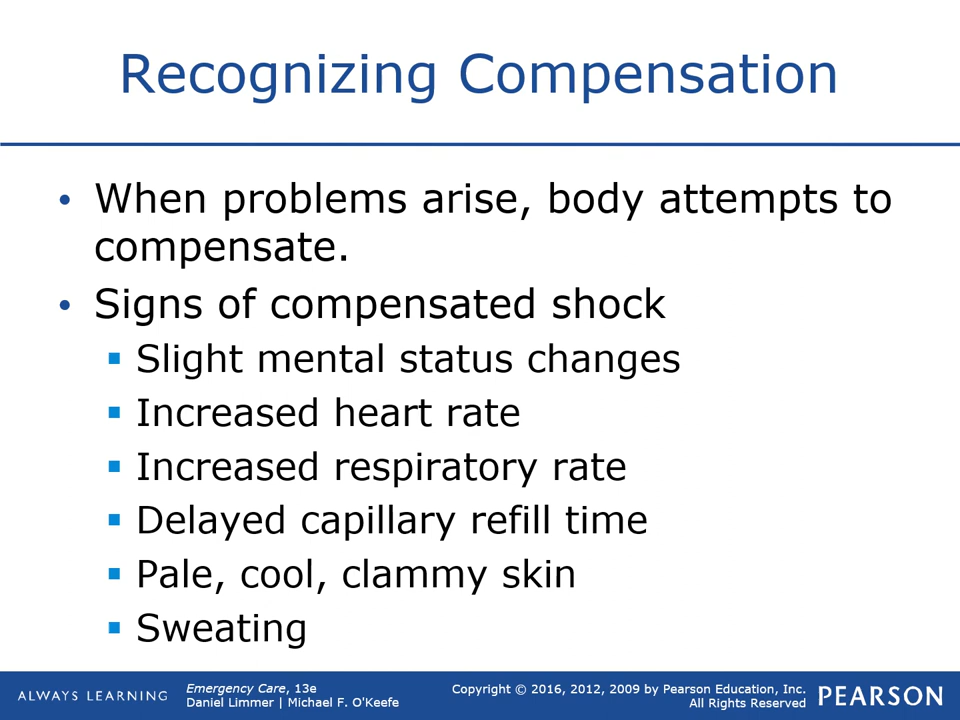 Recognizing Compensation
• When problems arise, body attempts to
compensate.
• Signs of compensated shock
▪ Slight mental status changes
▪ Increased heart rate
▪ Increased respiratory rate
▪ Delayed capillary refill time
▪ Pale, cool, clammy skin
▪ Sweating
ALWAYS LEARNING
Emergency Care, 13e
Daniel Limmer | Michael F. O'Keefe
Copyright © 2016, 2012, 2009 by Pearson Education, Inc.
All Rights Reserved
PEARSON